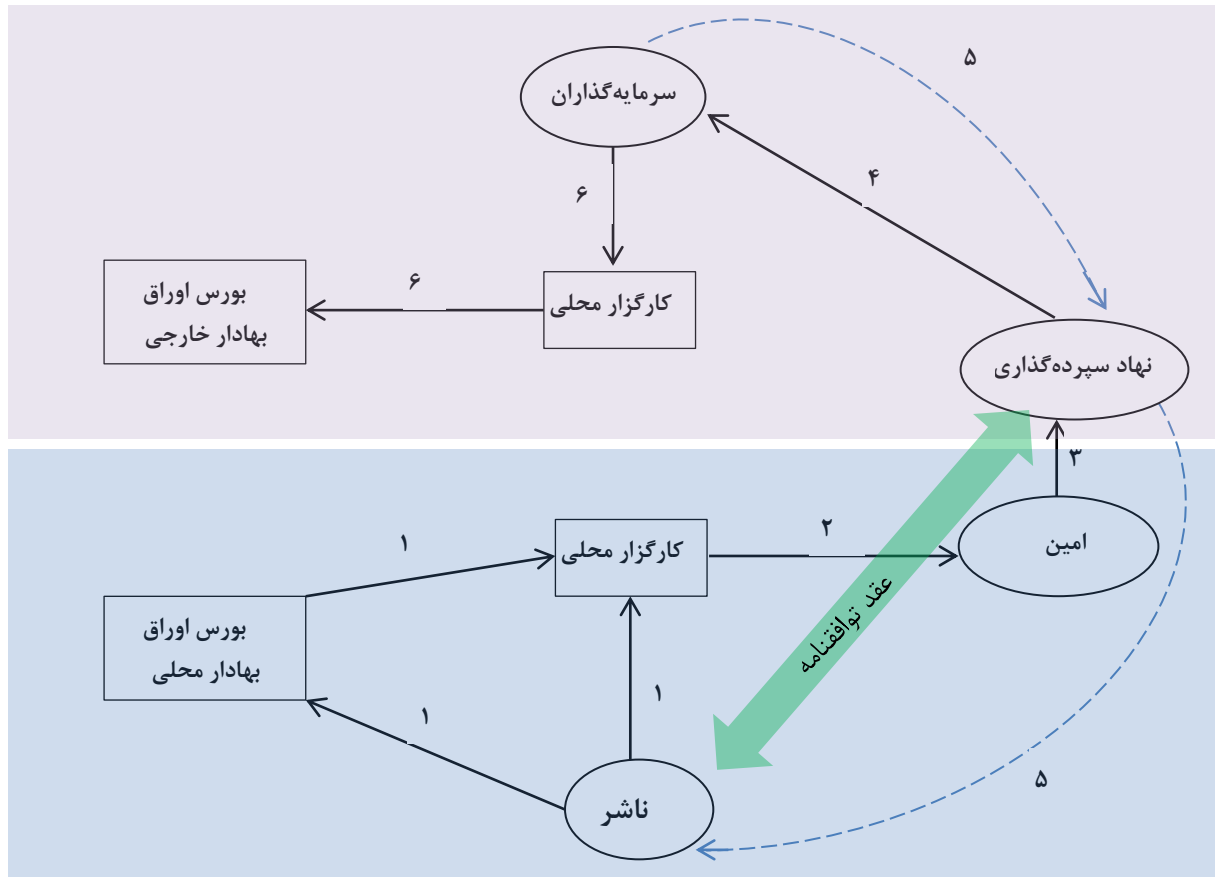 ۵
سرمایه‌گذاران
۴
۶
کارگزار محلی
۶
بورس اوراق
بهادار خارجی
نهاد سپرده‌گذاری
۳
امین
۲
کارگزار محلی
۱
عقد توافقنامه
بورس اوراق
بهادار محلی
۱
۱
ناشر
۵